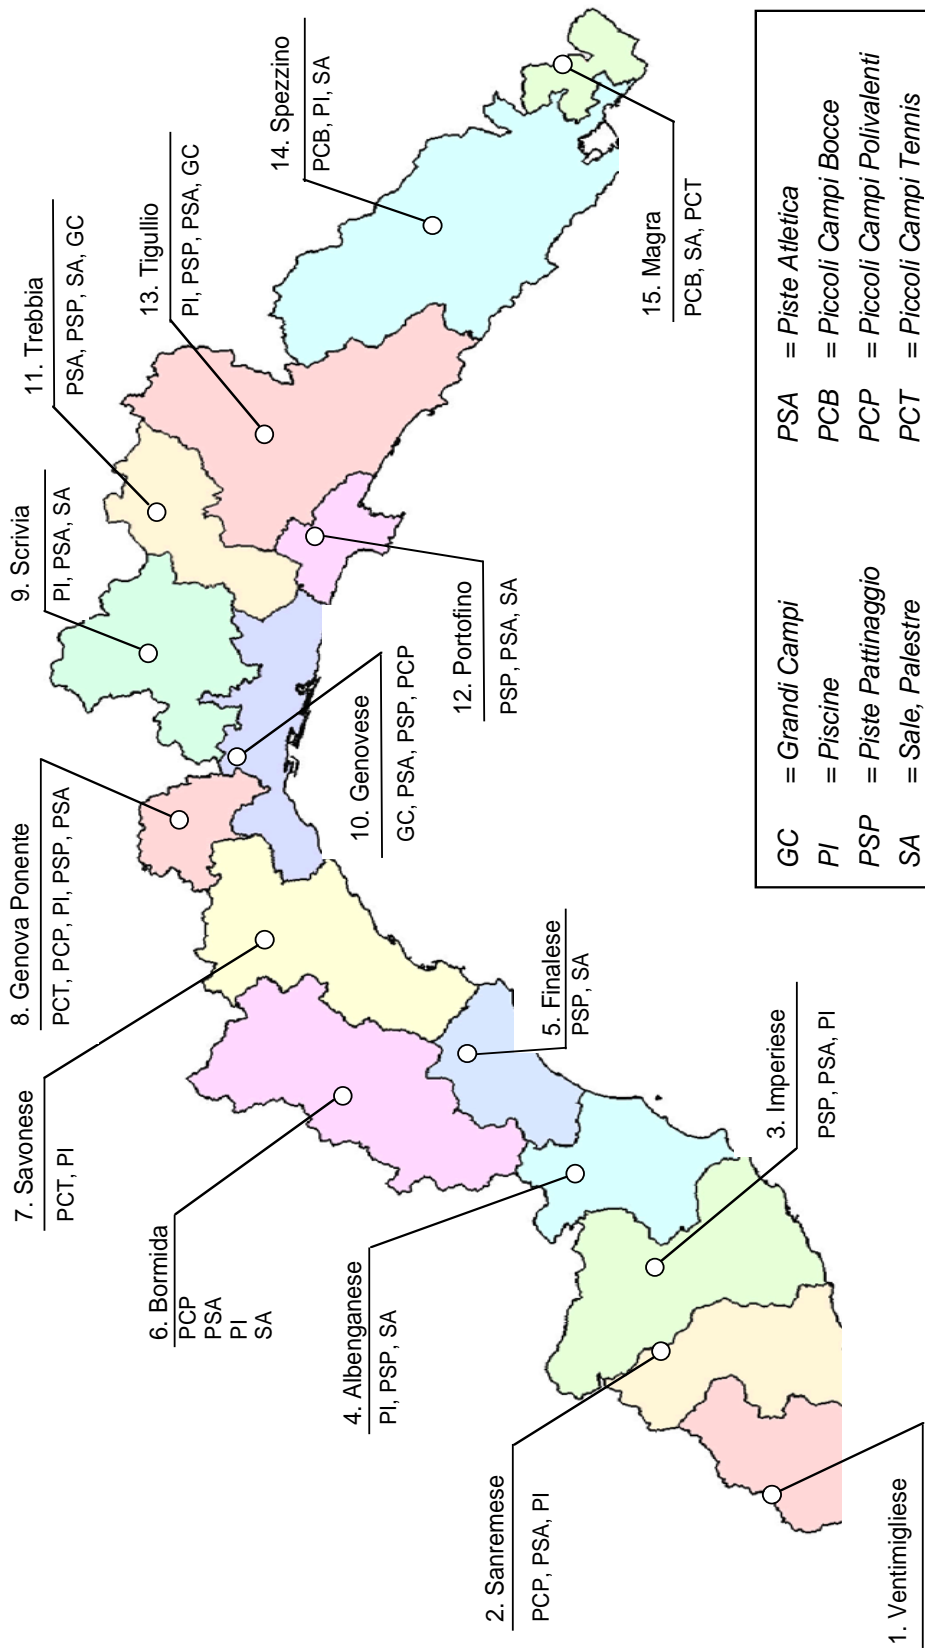 1. Ventimigliese
2. Sanremese
PCP, PSA, PI
3. Imperiese
PSP, PSA, PI
4. Albenganese
PI, PSP, SA
5. Finalese
PSP, SA
6. Bormida
PCP
PSA
PI
SA
7. Savonese
PCT, PI
8. Genova Ponente
PCT, PCP, PI, PSP, PSA
9. Scrivia
PI, PSA, SA
10. Genovese
GC, PSA, PSP, PCP
11. Trebbia
PSA, PSP, SA, GC
12. Portofino
PSP, PSA, SA
13. Tigullio
PI, PSP, PSA, GC
14. Spezzino
PCB, PI, SA
15. Magra
PCB, SA, PCT
GC = Grandi Campi PSA = Piste Atletica
PI = Piscine PCB = Piccoli Campi Bocce
PSP = Piste Pattinaggio PCP = Piccoli Campi Polivalenti
SA = Sale, Palestre PCT = Piccoli Campi Tennis